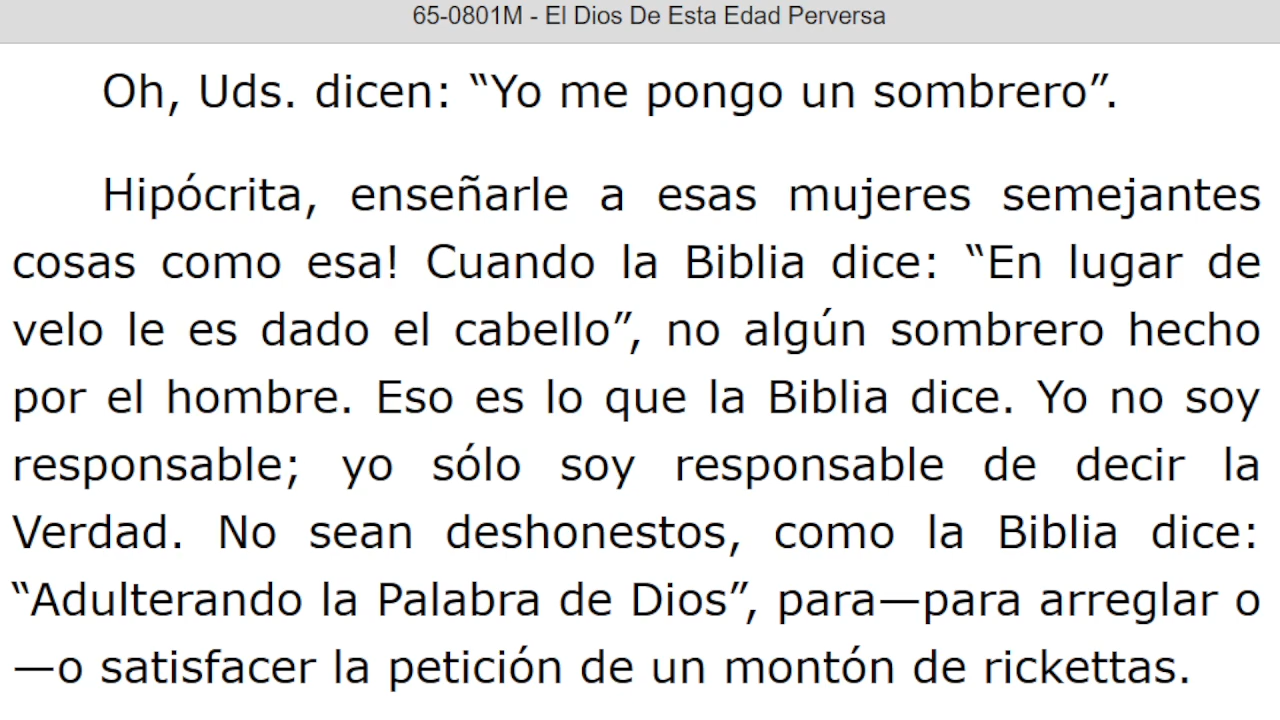 65-0801M - El Dios De Esta Edad Perversa
Oh, Uds. dicen: “Yo me pongo un sombrero”.
Hipócrita, enseñarle a esas mujeres semejantes
cosas como esa! Cuando la Biblia dice: “En lugar de
velo le es dado el cabello”, no algún sombrero hecho
por el hombre. Eso es lo que la Biblia dice. Yo no soy
responsable; yo sólo soy responsable de decir la
Verdad. No sean deshonestos, como la Biblia dice:
“Adulterando la Palabra de Dios”, para—para arreglar o
—o satisfacer la petición de un montón de rickettas.